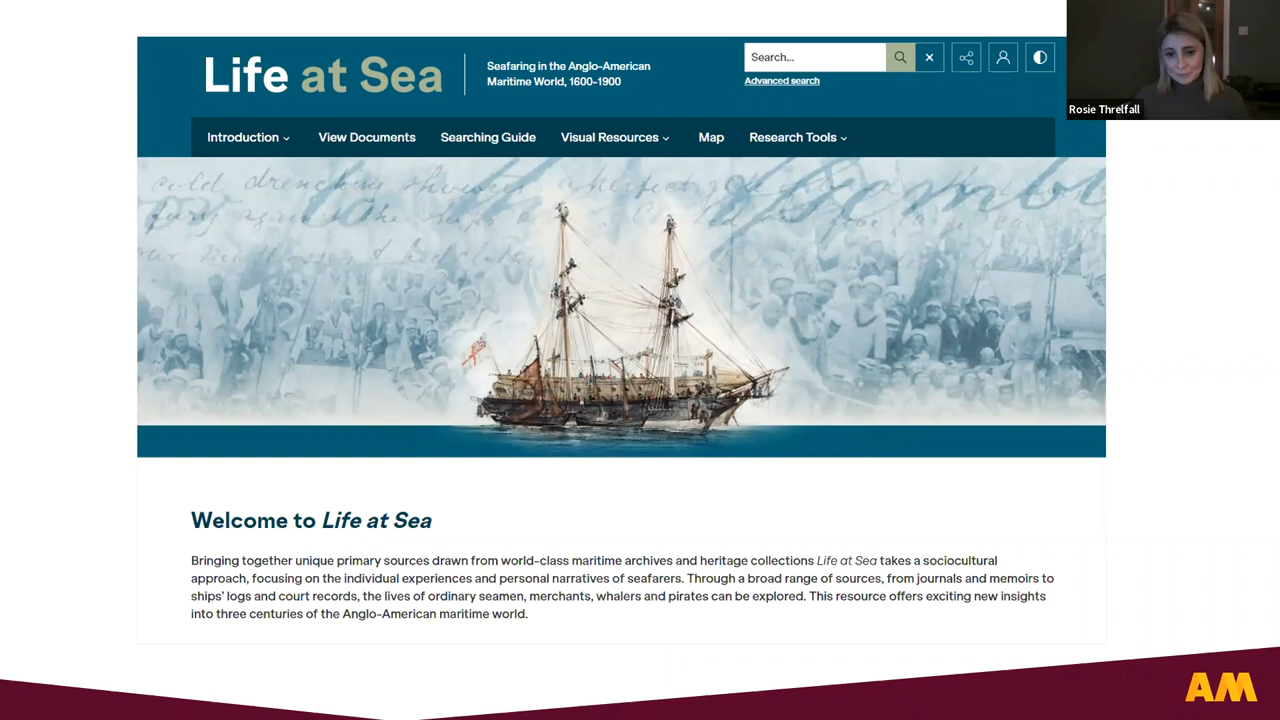 Life at Sea
Seafaring in the Anglo-American
Maritime World, 1600-1900
Search...
Advanced search
Rosie Threlfall
Introduction
View Documents
Searching Guide
Visual Resources
Map
Research Tools
cold drenching
Welcome to Life at Sea
Bringing together unique primary sources drawn from world-class maritime archives and heritage collections Life at Sea takes a sociocultural
approach, focusing on the individual experiences and personal narratives of seafarers. Through a broad range of sources, from journals and memoirs to
ships’ logs and court records, the lives of ordinary seamen, merchants, whalers and pirates can be explored. This resource offers exciting new insights
into three centuries of the Anglo-American maritime world.
AM